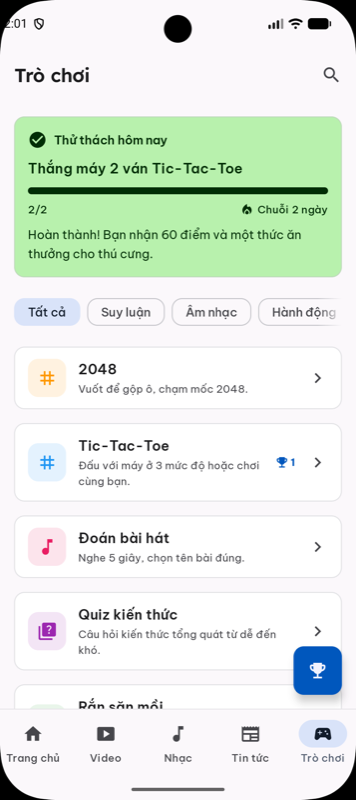 2:01
Trò chơi
Thử thách hôm nay
Thắng máy 2 ván Tic-Tac-Toe
2/2
Chuỗi 2 ngày
Hoàn thành! Bạn nhận 60 điểm và một thức ăn
thưởng cho thú cưng.
Tất cả
Suy luận
Âm nhạc
Hành động
2048
Vuốt để gộp ô, chạm mốc 2048.
Tic-Tac-Toe
Đấu với máy ở 3 mức độ hoặc chơi
cùng bạn.
1
Đoán bài hát
Nghe 5 giây, chọn tên bài đúng.
Quiz kiến thức
Câu hỏi kiến thức tổng quát từ dễ đến
khó.
Rắn săn mồi
Trang chủ
Video
Nhạc
Tin tức
Trò chơi